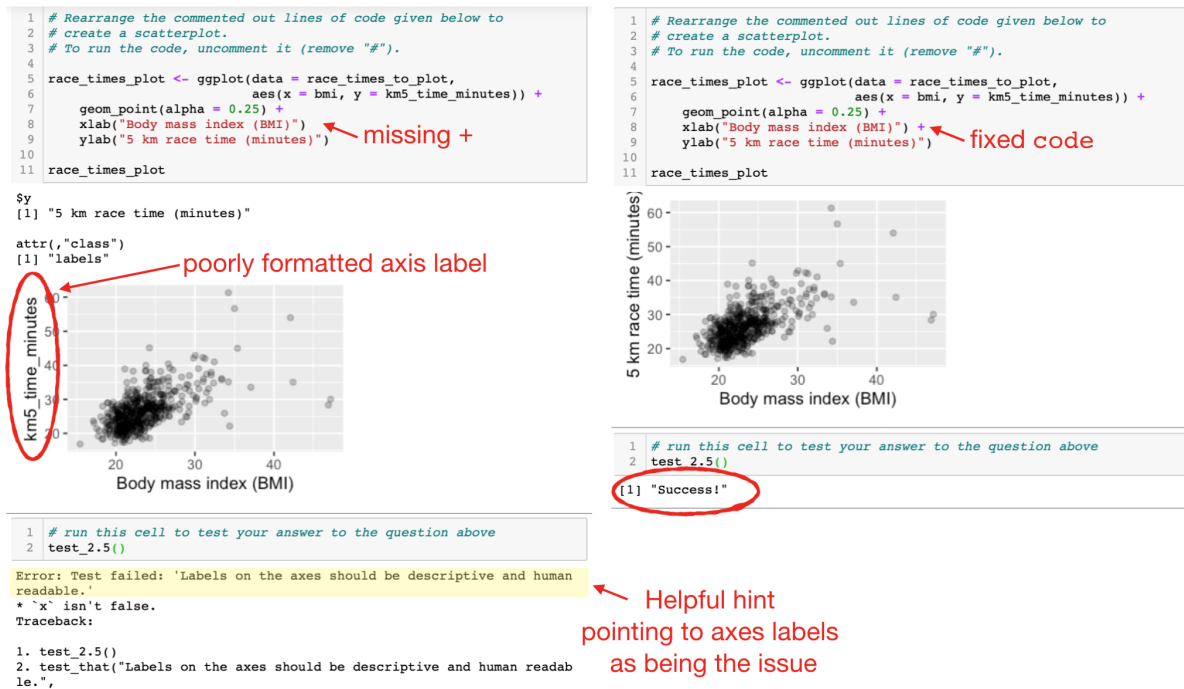 1 # Rearrange the commented out lines of code given below to
2 # create a scatterplot.
3 # To run the code, uncomment it (remove "#").
4
5 race_times_plot <- ggplot(data = race_times_to_plot,
6 aes(x = bmi, y = km5_time_minutes)) +
7 geom_point(alpha = 0.25) +
8 xlab("Body mass index (BMI)")
9 ylab("5 km race time (minutes)")
10
11 race_times_plot
missing +
$y
[1] "5 km race time (minutes)"
attr(,"class")
[1] "labels"
poorly formatted axis label
km5_time_minutes
60
50
40
30
20
20 30 40
Body mass index (BMI)
1 # run this cell to test your answer to the question above
2 test_2.5()
Error: Test failed: 'Labels on the axes should be descriptive and human
readable.'
* `x` isn't false.
Traceback:
1. test_2.5()
2. test_that("Labels on the axes should be descriptive and human readab
le.",
Helpful hint
pointing to axes labels
as being the issue
1 # Rearrange the commented out lines of code given below to
2 # create a scatterplot.
3 # To run the code, uncomment it (remove "#").
4
5 race_times_plot <- ggplot(data = race_times_to_plot,
6 aes(x = bmi, y = km5_time_minutes)) +
7 geom_point(alpha = 0.25) +
8 xlab("Body mass index (BMI)") +
9 ylab("5 km race time (minutes)")
10
11 race_times_plot
fixed code
5 km race time (minutes)
60
50
40
30
20
20 30 40
Body mass index (BMI)
1 # run this cell to test your answer to the question above
2 test_2.5()
[1] "Success!"